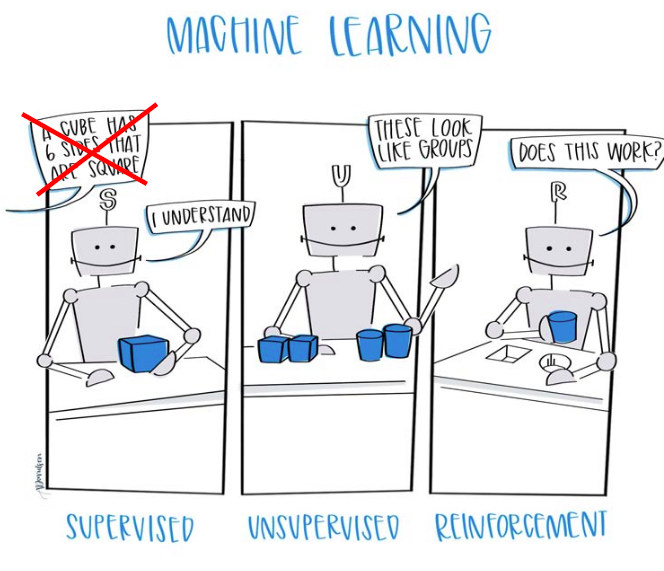 MACHINE LEARNING
A CUBE HAS
6 SIDES THAT
ARE SQUARE
S
I UNDERSTAND
THESE LOOK
LIKE GROUPS
U
DOES THIS WORK?
R
SUPERVISED
UNSUPERVISED
REINFORCEMENT